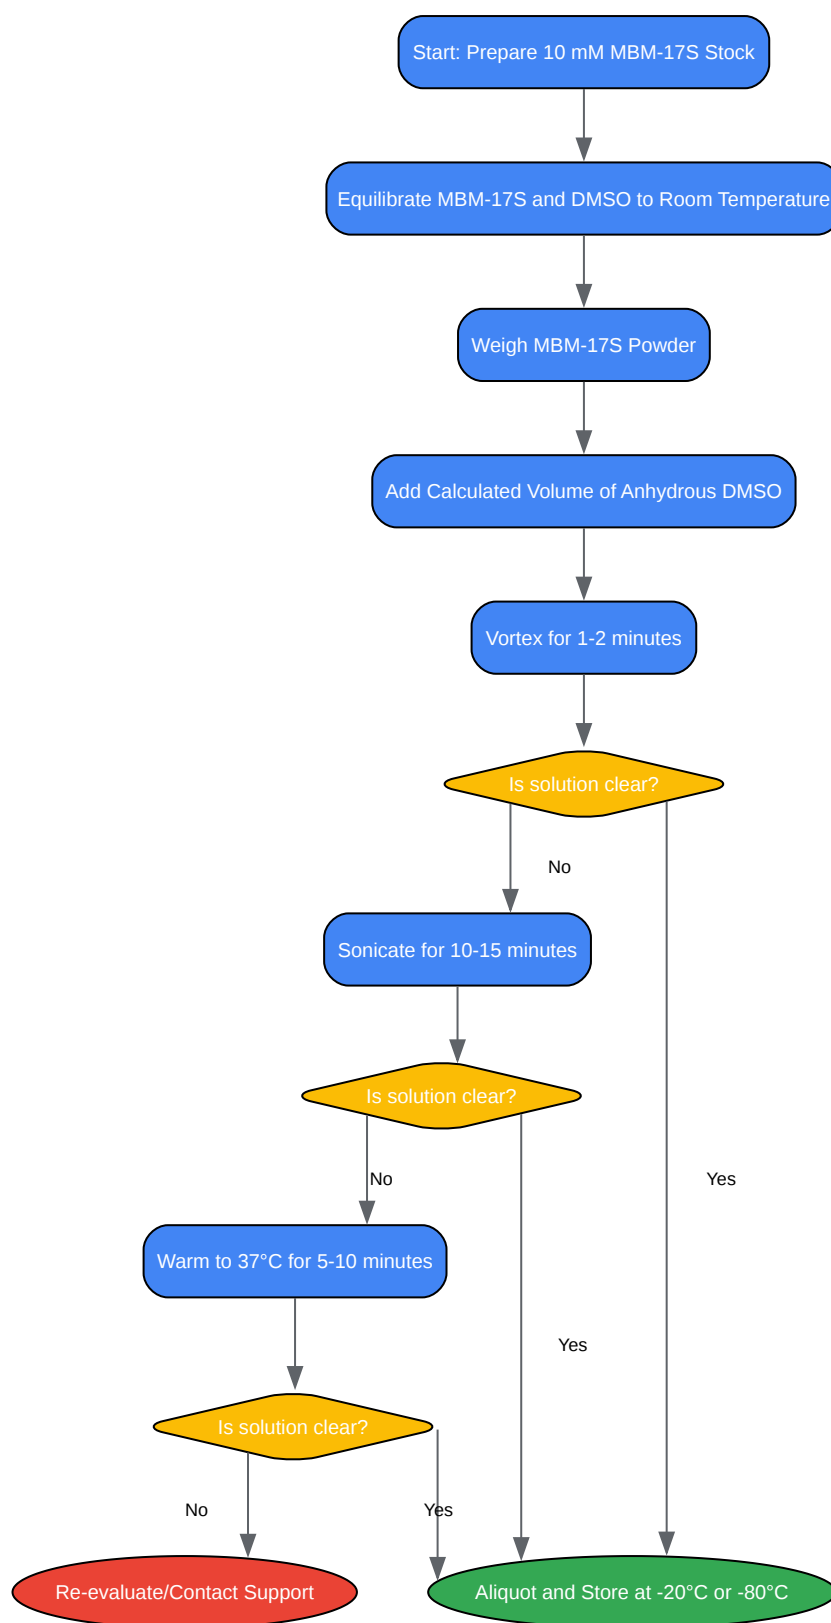 Start: Prepare 10 mM MBM-17S Stock
Equilibrate MBM-17S and DMSO to Room Temperature
Weigh MBM-17S Powder
Add Calculated Volume of Anhydrous DMSO
Vortex for 1-2 minutes
Is solution clear?
No
Sonicate for 10-15 minutes
Is solution clear?
No
Yes
Warm to 37°C for 5-10 minutes
Yes
Is solution clear?
No
Yes
Re-evaluate/Contact Support
Aliquot and Store at -20°C or -80°C